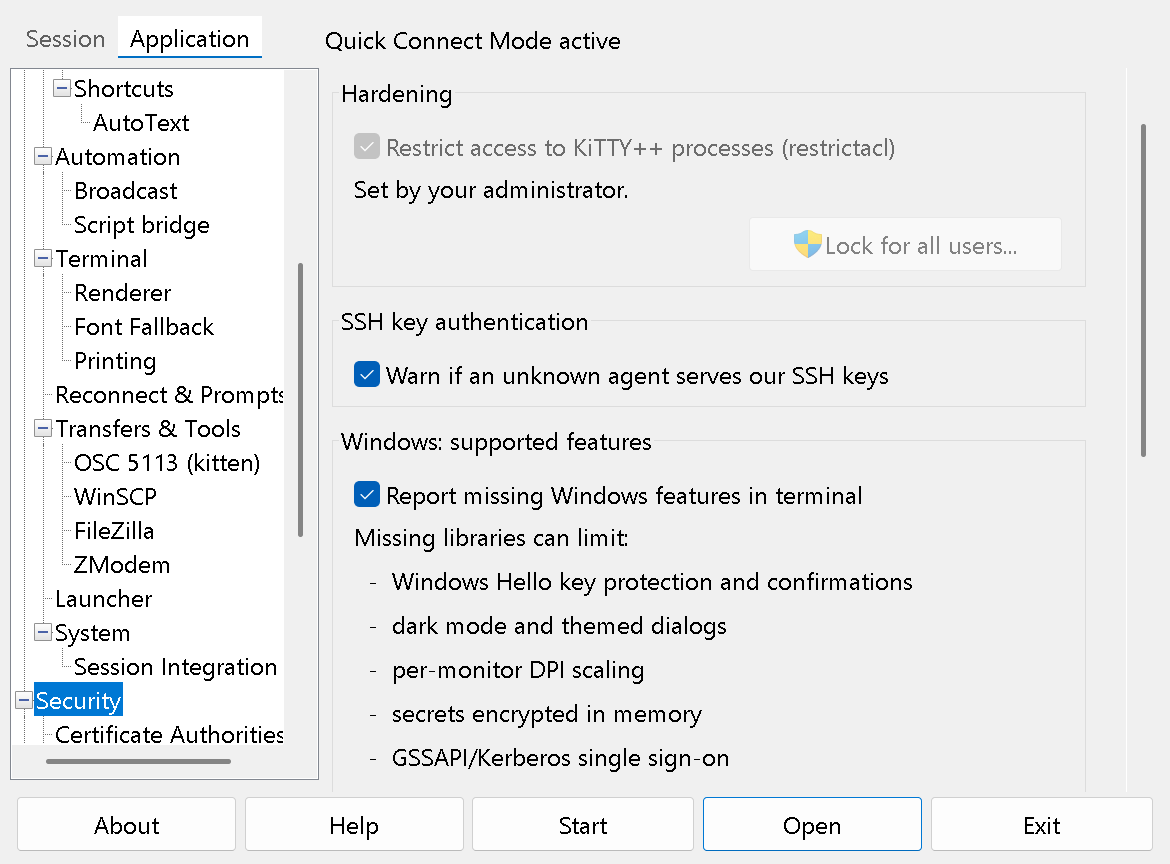 Session
Application
Quick Connect Mode active
Shortcuts
AutoText
Automation
Broadcast
Script bridge
Terminal
Renderer
Font Fallback
Printing
Reconnect & Prompts
Transfers & Tools
OSC 5113 (kitten)
WinSCP
FileZilla
ZModem
Launcher
System
Session Integration
Security
Certificate Authorities
Hardening
Restrict access to KiTTY++ processes (restrictacl)
Set by your administrator.
Lock for all users...
SSH key authentication
Warn if an unknown agent serves our SSH keys
Windows: supported features
Report missing Windows features in terminal
Missing libraries can limit:
- Windows Hello key protection and confirmations
- dark mode and themed dialogs
- per-monitor DPI scaling
- secrets encrypted in memory
- GSSAPI/Kerberos single sign-on
About
Help
Start
Open
Exit